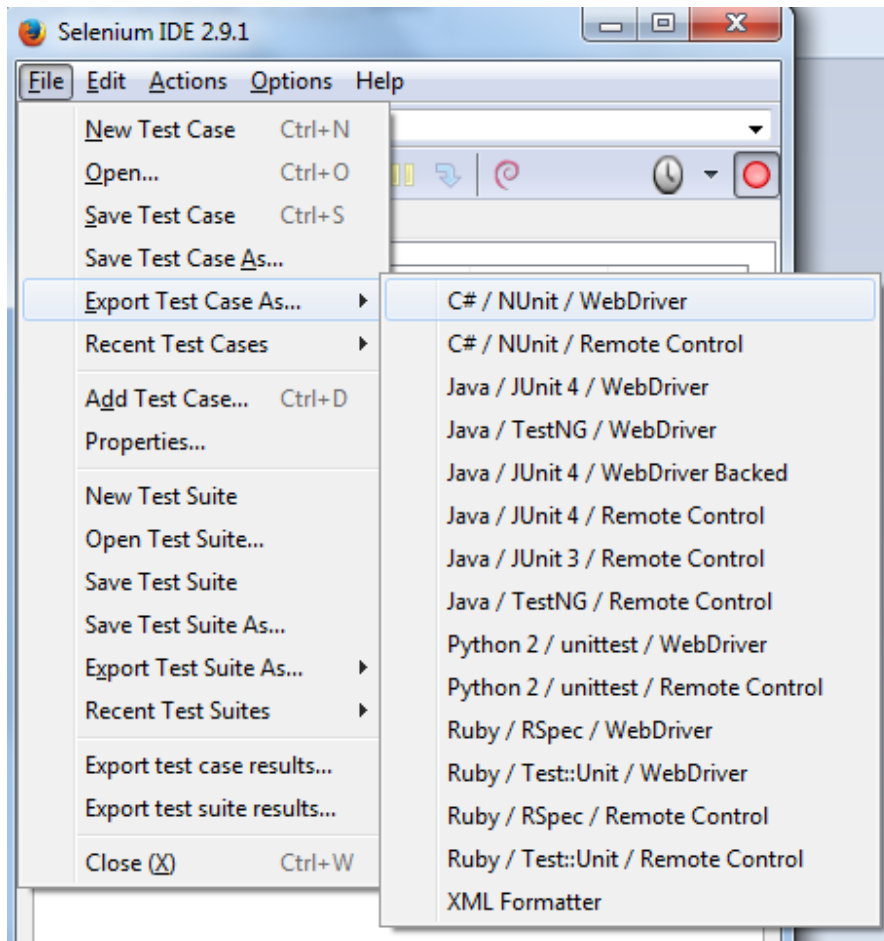 Selenium IDE 2.9.1
File Edit Actions Options Help
New Test Case Ctrl+N
Open... Ctrl+O
Save Test Case Ctrl+S
Save Test Case As...
Export Test Case As...
Recent Test Cases
Add Test Case... Ctrl+D
Properties...
New Test Suite
Open Test Suite...
Save Test Suite
Save Test Suite As...
Export Test Suite As...
Recent Test Suites
Export test case results...
Export test suite results...
Close (X) Ctrl+W
C# / NUnit / WebDriver
C# / NUnit / Remote Control
Java / JUnit 4 / WebDriver
Java / TestNG / WebDriver
Java / JUnit 4 / WebDriver Backed
Java / JUnit 4 / Remote Control
Java / JUnit 3 / Remote Control
Java / TestNG / Remote Control
Python 2 / unittest / WebDriver
Python 2 / unittest / Remote Control
Ruby / RSpec / WebDriver
Ruby / Test::Unit / WebDriver
Ruby / RSpec / Remote Control
Ruby / Test::Unit / Remote Control
XML Formatter